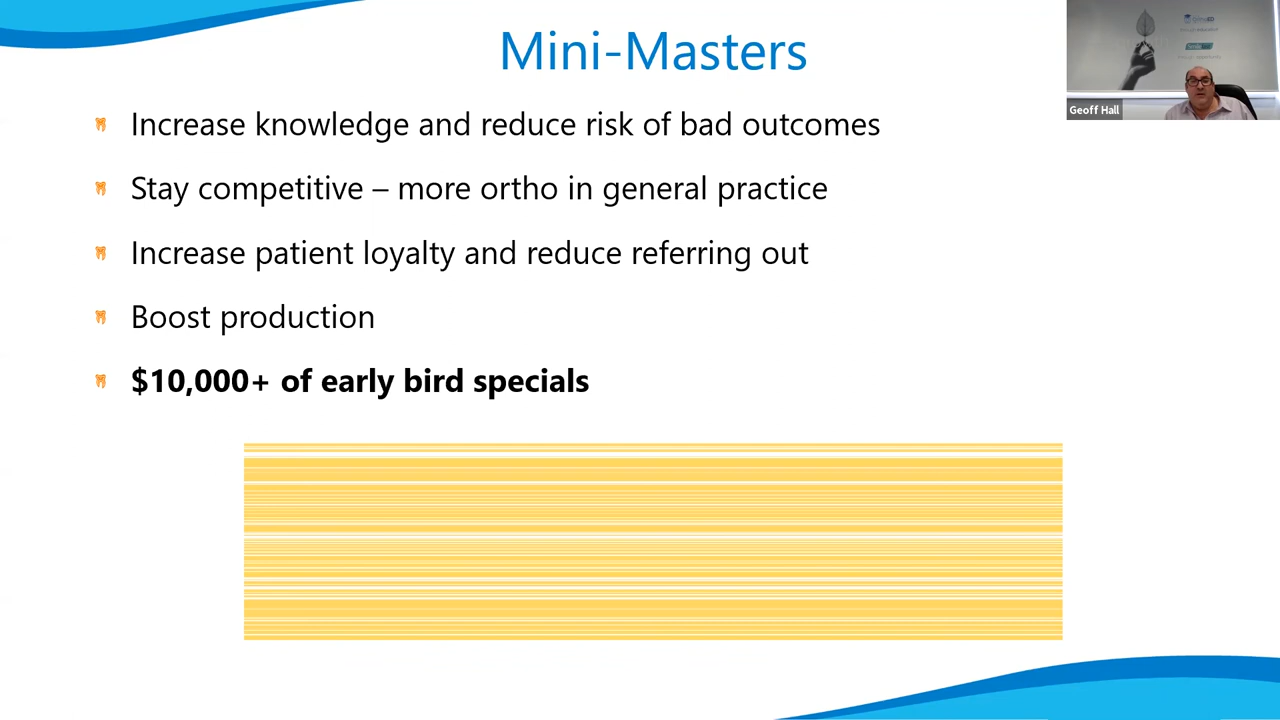 Mini-Masters
Increase knowledge and reduce risk of bad outcomes
Stay competitive – more ortho in general practice
Increase patient loyalty and reduce referring out
Boost production
$10,000+ of early bird specials
Geoff Hall